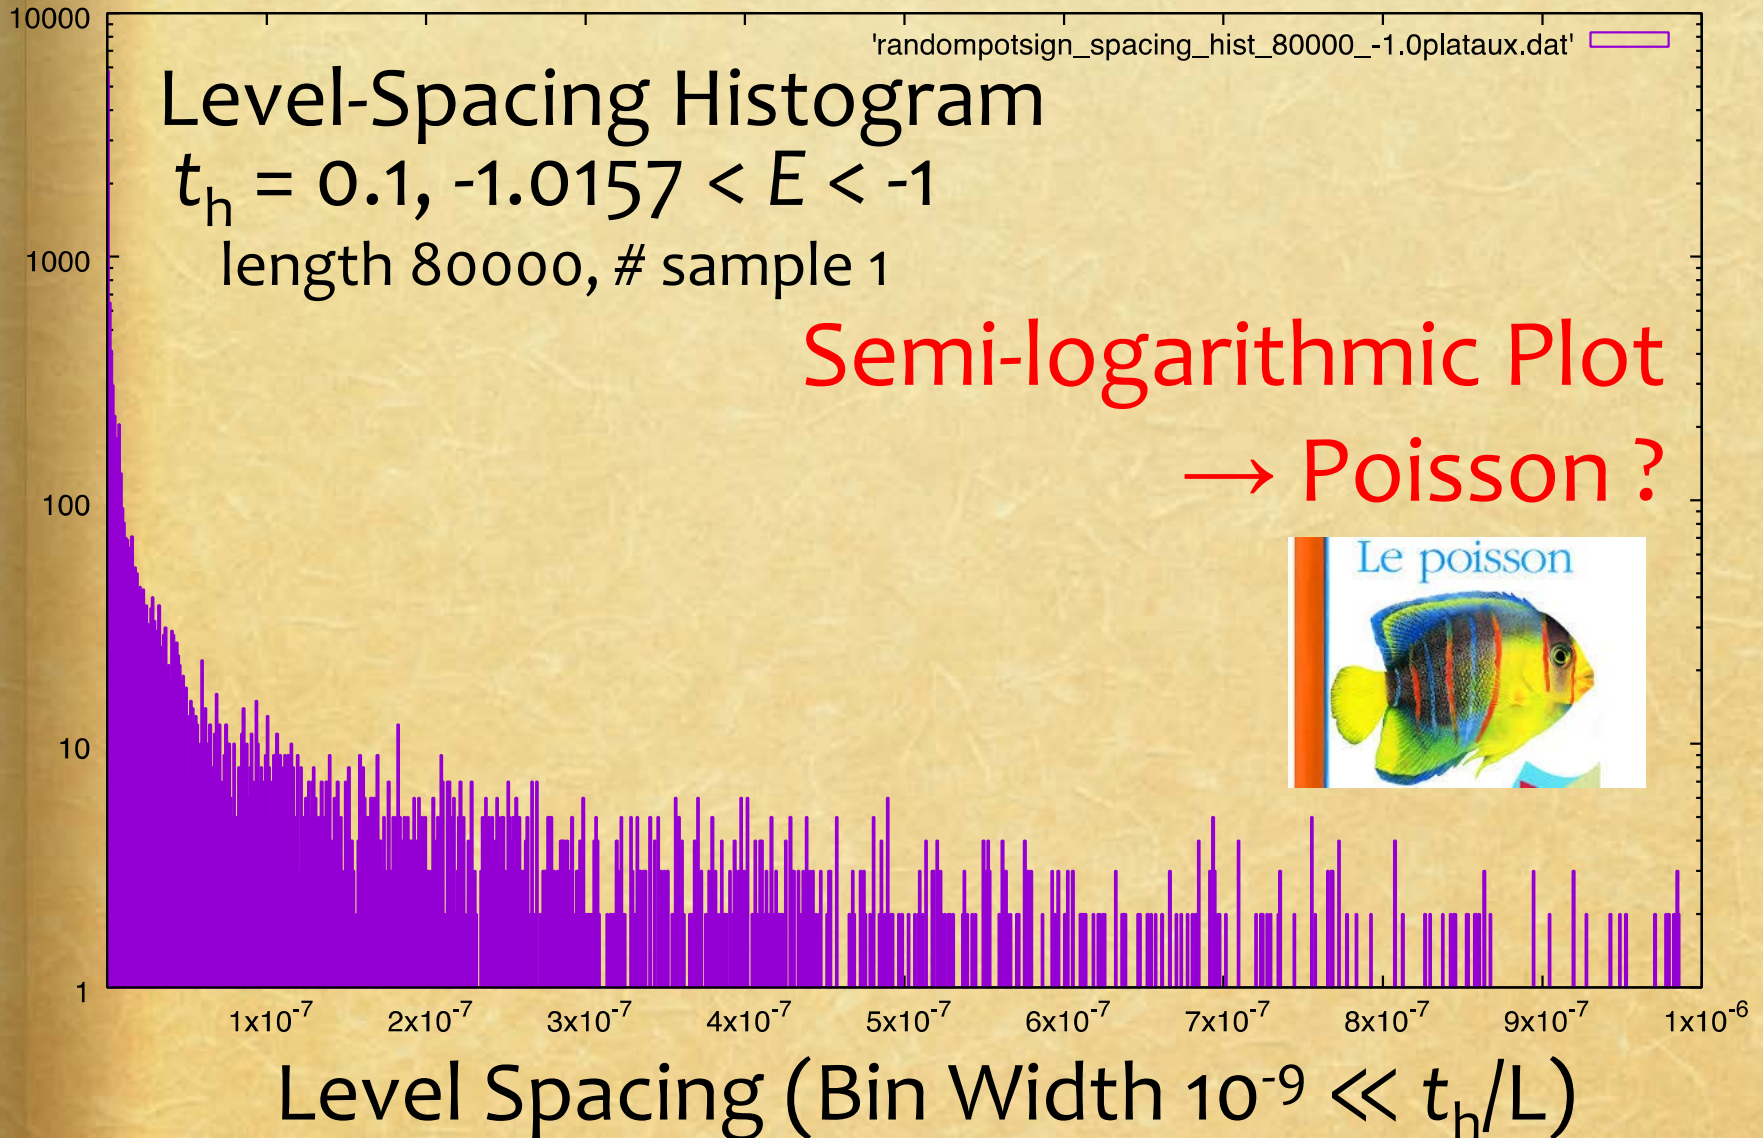 'randompotsign_spacing_hist_80000_-1.0plataux.dat'
Level-Spacing Histogram
tₕ = 0.1, -1.0157 < E < -1
length 80000, # sample 1
Semi-logarithmic Plot
→ Poisson ?
Le poisson
10000
1000
100
10
1
1x10⁻⁷ 2x10⁻⁷ 3x10⁻⁷ 4x10⁻⁷ 5x10⁻⁷ 6x10⁻⁷ 7x10⁻⁷ 8x10⁻⁷ 9x10⁻⁷ 1x10⁻⁶
Level Spacing (Bin Width 10⁻⁹ ≪ tₕ/L)